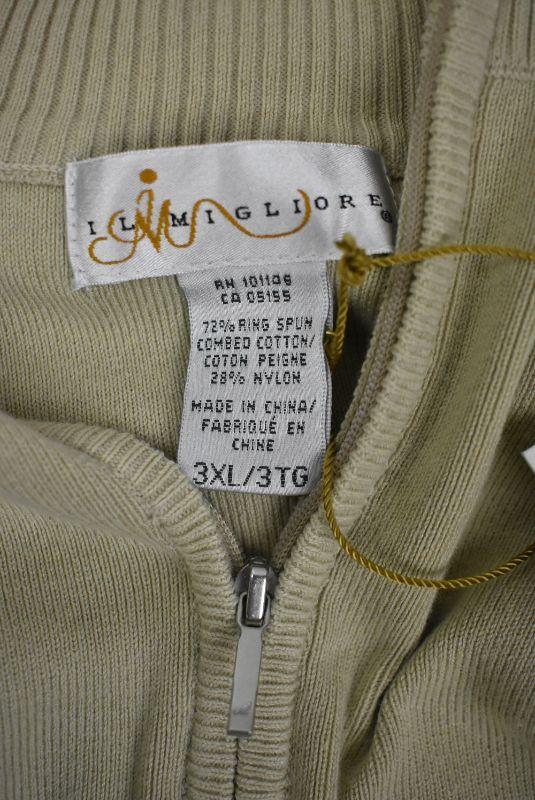 IL MIGLIORE®
RN 101106
CA 05155
72% RING SPUN
COMBED COTTON/
COTON PEIGNE
28% NYLON
MADE IN CHINA/
FABRIQUÉ EN
CHINE
3XL/3TG